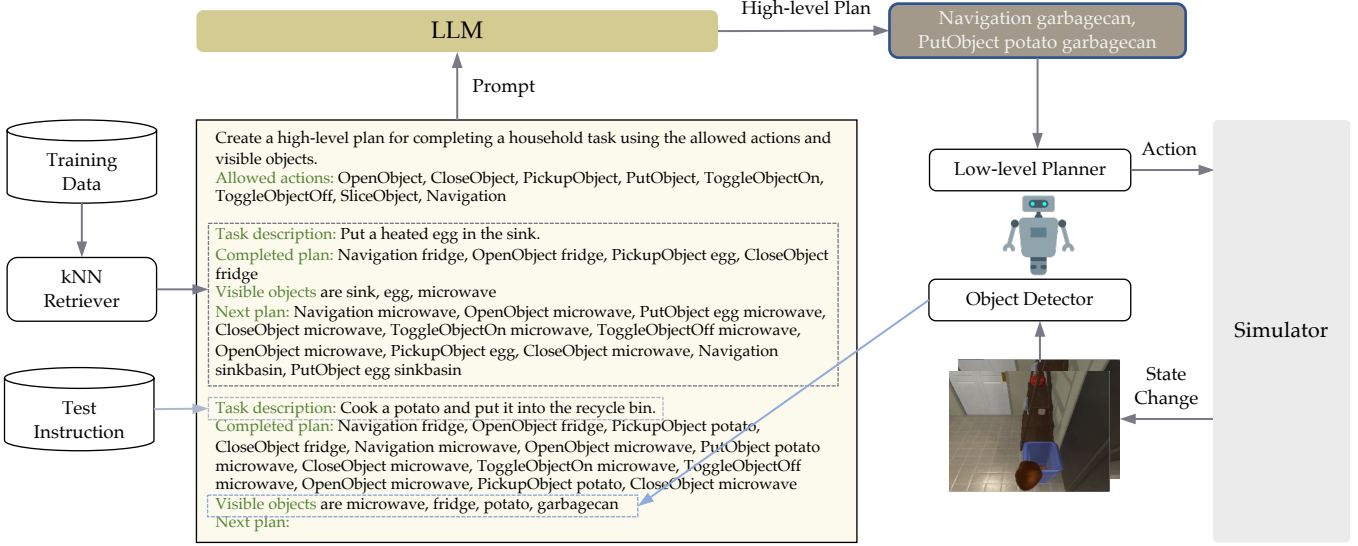 LLM
High-level Plan
Navigation garbagecan,
PutObject potato garbagecan
Prompt
Training
Data
kNN
Retriever
Test
Instruction
Create a high-level plan for completing a household task using the allowed actions and
visible objects.
Allowed actions: OpenObject, CloseObject, PickupObject, PutObject, ToggleObjectOn,
ToggleObjectOff, SliceObject, Navigation
Task description: Put a heated egg in the sink.
Completed plan: Navigation fridge, OpenObject fridge, PickupObject egg, CloseObject
fridge
Visible objects are sink, egg, microwave
Next plan: Navigation microwave, OpenObject microwave, PutObject egg microwave,
CloseObject microwave, ToggleObjectOn microwave, ToggleObjectOff microwave,
OpenObject microwave, PickupObject egg, CloseObject microwave, Navigation
sinkbasin, PutObject egg sinkbasin
Task description: Cook a potato and put it into the recycle bin.
Completed plan: Navigation fridge, OpenObject fridge, PickupObject potato,
CloseObject fridge, Navigation microwave, OpenObject microwave, PutObject potato
microwave, CloseObject microwave, ToggleObjectOn microwave, ToggleObjectOff
microwave, OpenObject microwave, PickupObject potato, CloseObject microwave
Visible objects are microwave, fridge, potato, garbagecan
Next plan:
Low-level Planner
Action
Object Detector
State
Change
Simulator